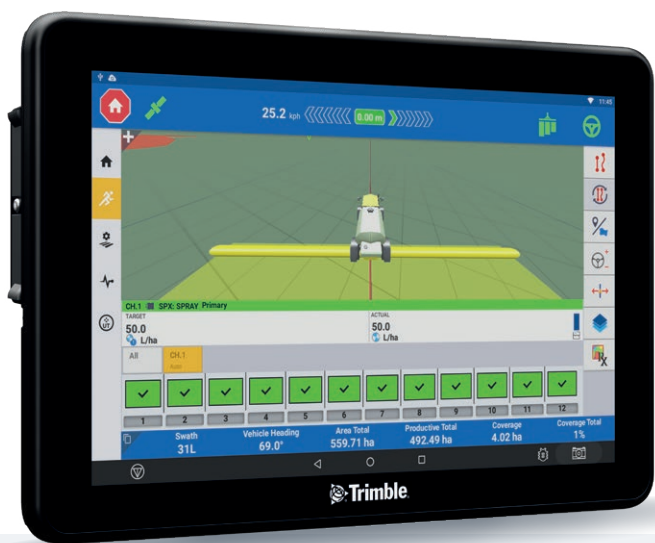 11:45
25.2 kph
0.00 m
CH.1 SPX: SPRAY Primary
TARGET
50.0
L/ha
ACTUAL
50.0
L/ha
All
CH.1
UT
Rx
1 2 3 4 5 6 7 8 9 10 11 12
Swath
31L
Vehicle Heading
69.0°
Area Total
559.71 ha
Productive Total
492.49 ha
Coverage
4.02 ha
Coverage Total
1%
Trimble